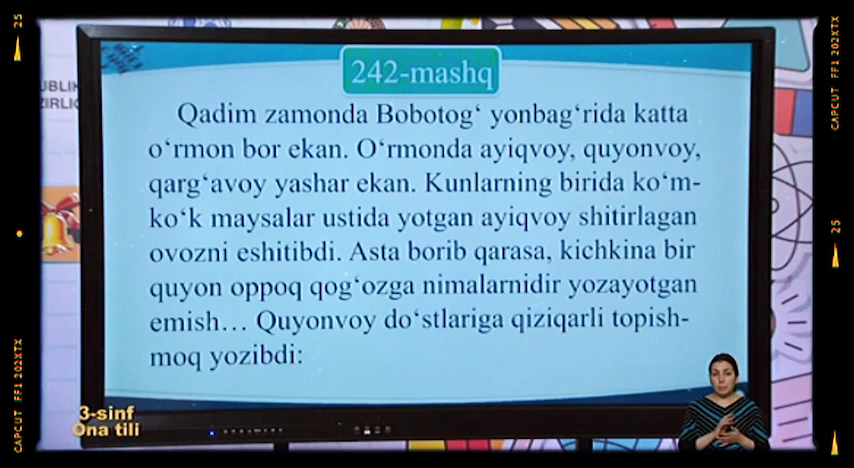 25
25
CAPCUT FF1 202XTX
242-mashq
Qadim zamonda Bobotog‘ yonbag‘rida katta
o‘rmon bor ekan. O‘rmonda ayiqvoy, quyonvoy,
qarg‘avoy yashar ekan. Kunlarning birida ko‘m-
ko‘k maysalar ustida yotgan ayiqvoy shitirlagan
ovozni eshitibdi. Asta borib qarasa, kichkina bir
quyon oppoq qog‘ozga nimalarnidir yozayotgan
emish... Quyonvoy do‘stlariga qiziqarli topish-
moq yozibdi:
3-sinf
Ona tili
CAPCUT FF1 202XTX